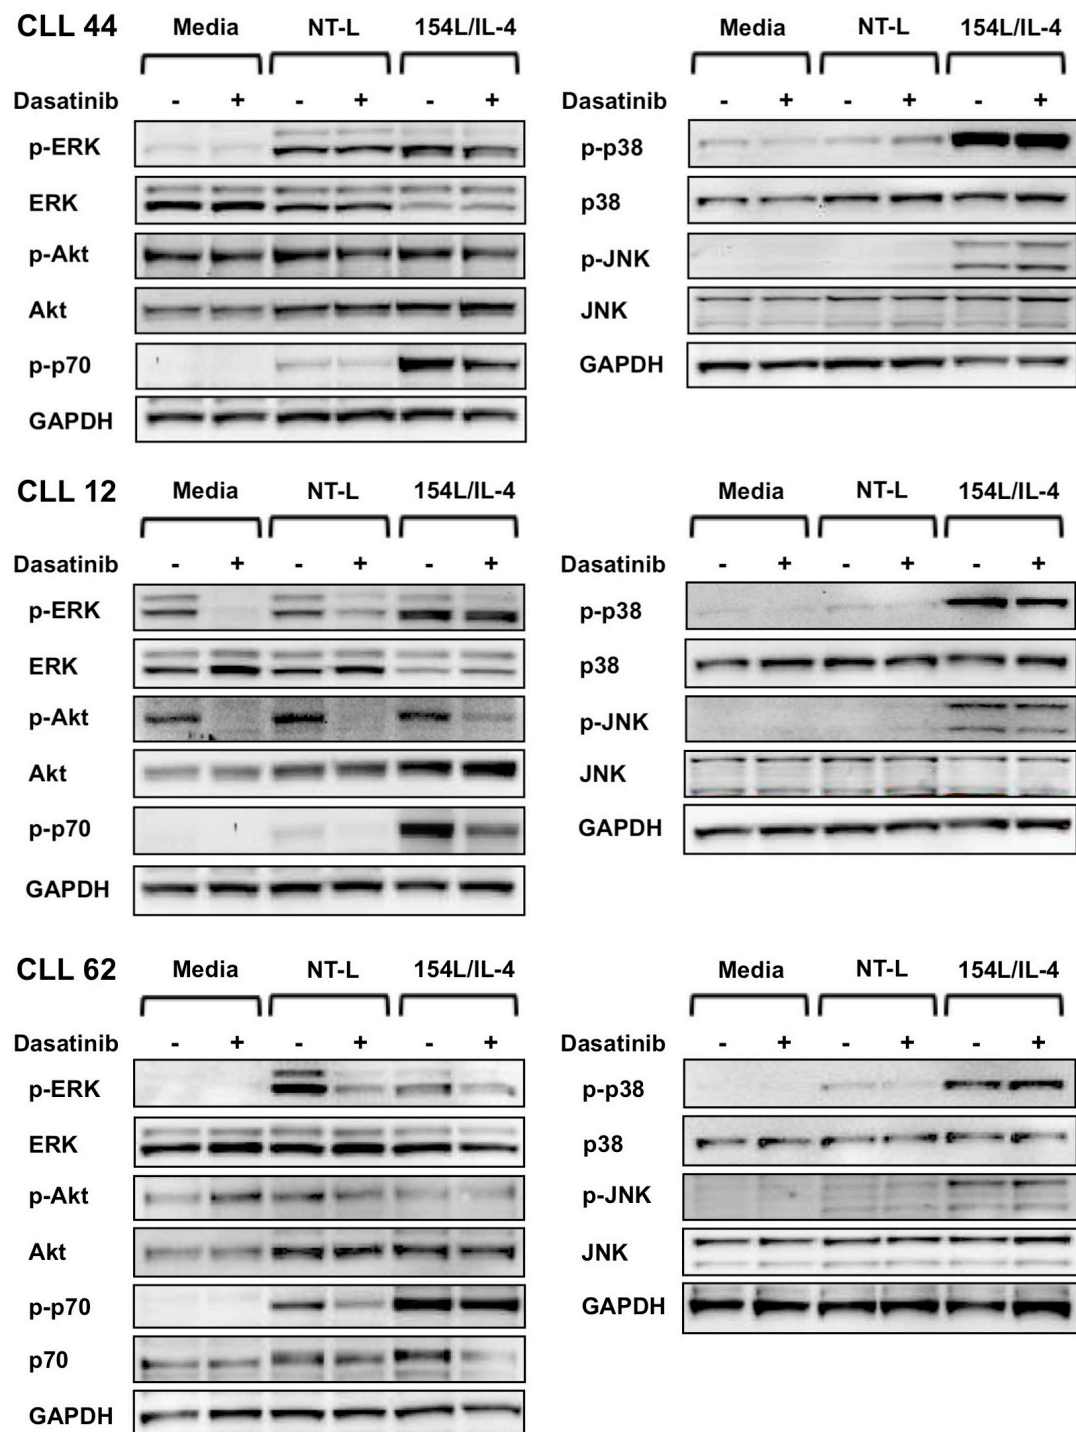 CLL 44
Media NT-L 154L/IL-4
Dasatinib - + - + - +
p-ERK
ERK
p-Akt
Akt
p-p70
GAPDH
Media NT-L 154L/IL-4
Dasatinib - + - + - +
p-p38
p38
p-JNK
JNK
GAPDH
CLL 12
Media NT-L 154L/IL-4
Dasatinib - + - + - +
p-ERK
ERK
p-Akt
Akt
p-p70
GAPDH
Media NT-L 154L/IL-4
Dasatinib - + - + - +
p-p38
p38
p-JNK
JNK
GAPDH
CLL 62
Media NT-L 154L/IL-4
Dasatinib - + - + - +
p-ERK
ERK
p-Akt
Akt
p-p70
p70
GAPDH
Media NT-L 154L/IL-4
Dasatinib - + - + - +
p-p38
p38
p-JNK
JNK
GAPDH